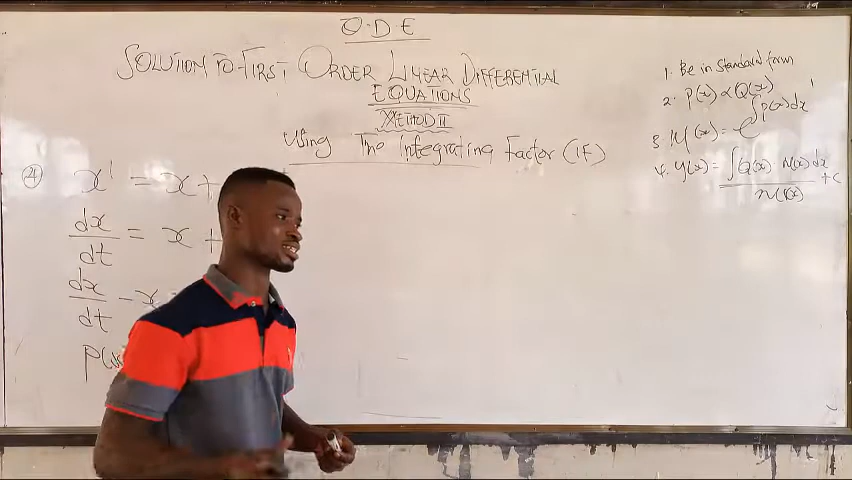 O.D.E
SOLUTION TO FIRST ORDER LINEAR DIFFERENTIAL
EQUATIONS
METHOD II
Using The Integrating Factor (IF)
1. Be in Standard form
2. P(x) & Q(x)
3. μ(x) = e^∫P(x)dx
4. y(x) = ∫Q(x) μ(x) dx / μ(x) + C
④ x' = x +
dx/dt = x +
dx/dt - x
P(